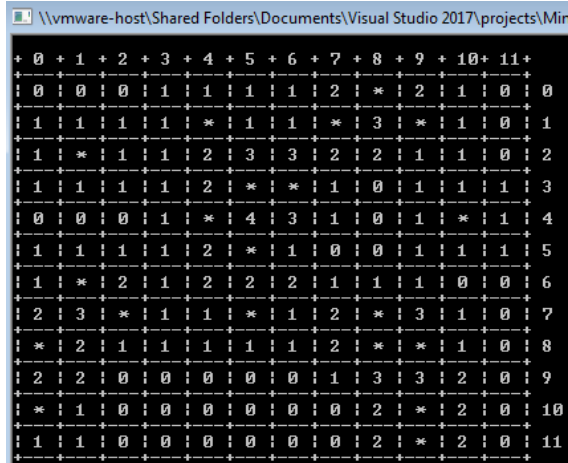 \\vmware-host\Shared Folders\Documents\Visual Studio 2017\projects\Min
+ 0 + 1 + 2 + 3 + 4 + 5 + 6 + 7 + 8 + 9 + 10+ 11+
+---+---+---+---+---+---+---+---+---+---+---+---+
¦ 0 ¦ 0 ¦ 0 ¦ 1 ¦ 1 ¦ 1 ¦ 1 ¦ 2 ¦ * ¦ 2 ¦ 1 ¦ 0 ¦ 0
+---+---+---+---+---+---+---+---+---+---+---+---+
¦ 1 ¦ 1 ¦ 1 ¦ 1 ¦ * ¦ 1 ¦ 1 ¦ * ¦ 3 ¦ * ¦ 1 ¦ 0 ¦ 1
+---+---+---+---+---+---+---+---+---+---+---+---+
¦ 1 ¦ * ¦ 1 ¦ 1 ¦ 2 ¦ 3 ¦ 3 ¦ 2 ¦ 2 ¦ 1 ¦ 1 ¦ 0 ¦ 2
+---+---+---+---+---+---+---+---+---+---+---+---+
¦ 1 ¦ 1 ¦ 1 ¦ 1 ¦ 2 ¦ * ¦ * ¦ 1 ¦ 0 ¦ 1 ¦ 1 ¦ 1 ¦ 3
+---+---+---+---+---+---+---+---+---+---+---+---+
¦ 0 ¦ 0 ¦ 0 ¦ 1 ¦ * ¦ 4 ¦ 3 ¦ 1 ¦ 0 ¦ 1 ¦ * ¦ 1 ¦ 4
+---+---+---+---+---+---+---+---+---+---+---+---+
¦ 1 ¦ 1 ¦ 1 ¦ 1 ¦ 2 ¦ * ¦ 1 ¦ 0 ¦ 0 ¦ 1 ¦ 1 ¦ 1 ¦ 5
+---+---+---+---+---+---+---+---+---+---+---+---+
¦ 1 ¦ * ¦ 2 ¦ 1 ¦ 2 ¦ 2 ¦ 2 ¦ 1 ¦ 1 ¦ 1 ¦ 0 ¦ 0 ¦ 6
+---+---+---+---+---+---+---+---+---+---+---+---+
¦ 2 ¦ 3 ¦ * ¦ 1 ¦ 1 ¦ * ¦ 1 ¦ 2 ¦ * ¦ 3 ¦ 1 ¦ 0 ¦ 7
+---+---+---+---+---+---+---+---+---+---+---+---+
¦ * ¦ 2 ¦ 1 ¦ 1 ¦ 1 ¦ 1 ¦ 1 ¦ 2 ¦ * ¦ * ¦ 1 ¦ 0 ¦ 8
+---+---+---+---+---+---+---+---+---+---+---+---+
¦ 2 ¦ 2 ¦ 0 ¦ 0 ¦ 0 ¦ 0 ¦ 0 ¦ 1 ¦ 3 ¦ 3 ¦ 2 ¦ 0 ¦ 9
+---+---+---+---+---+---+---+---+---+---+---+---+
¦ * ¦ 1 ¦ 0 ¦ 0 ¦ 0 ¦ 0 ¦ 0 ¦ 0 ¦ 2 ¦ * ¦ 2 ¦ 0 ¦ 10
+---+---+---+---+---+---+---+---+---+---+---+---+
¦ 1 ¦ 1 ¦ 0 ¦ 0 ¦ 0 ¦ 0 ¦ 0 ¦ 0 ¦ 2 ¦ * ¦ 2 ¦ 0 ¦ 11
+---+---+---+---+---+---+---+---+---+---+---+---+